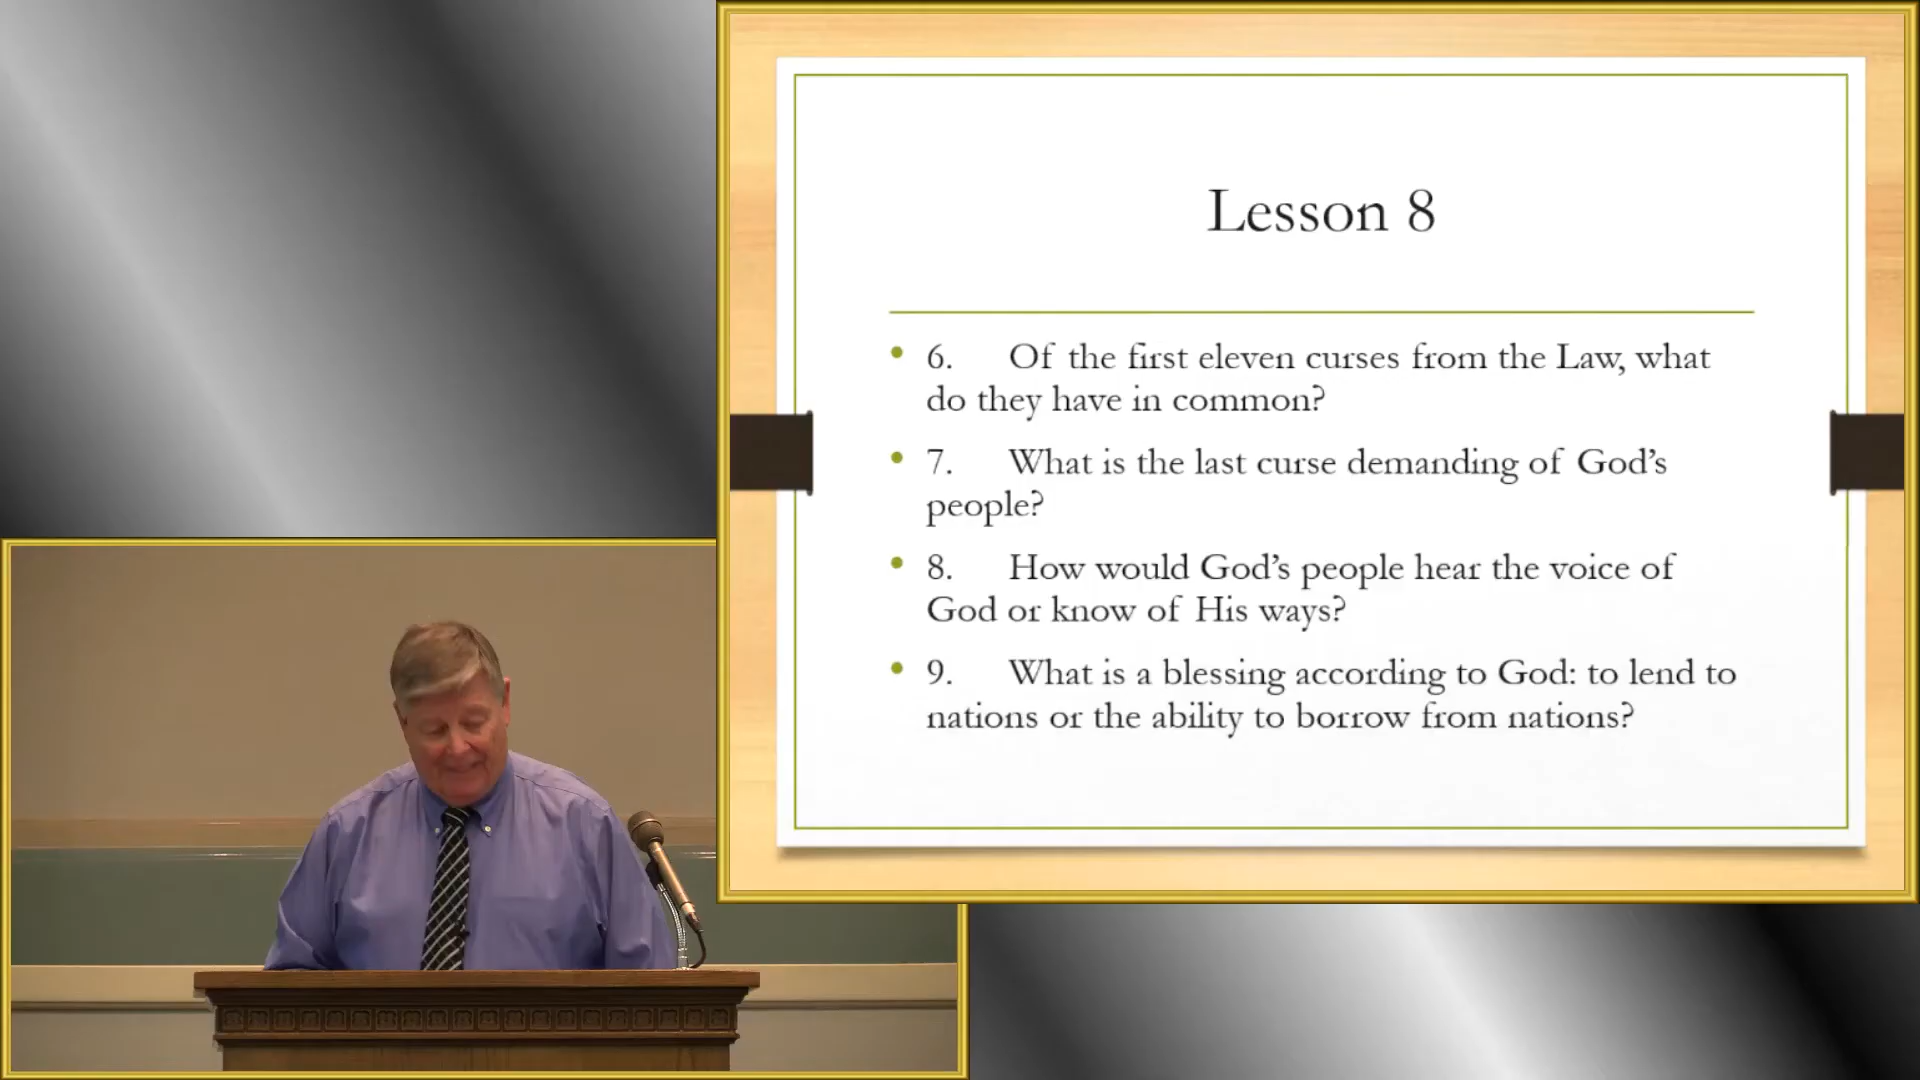 Lesson 8
• 6. Of the first eleven curses from the Law, what
do they have in common?
• 7. What is the last curse demanding of God’s
people?
• 8. How would God’s people hear the voice of
God or know of His ways?
• 9. What is a blessing according to God: to lend to
nations or the ability to borrow from nations?